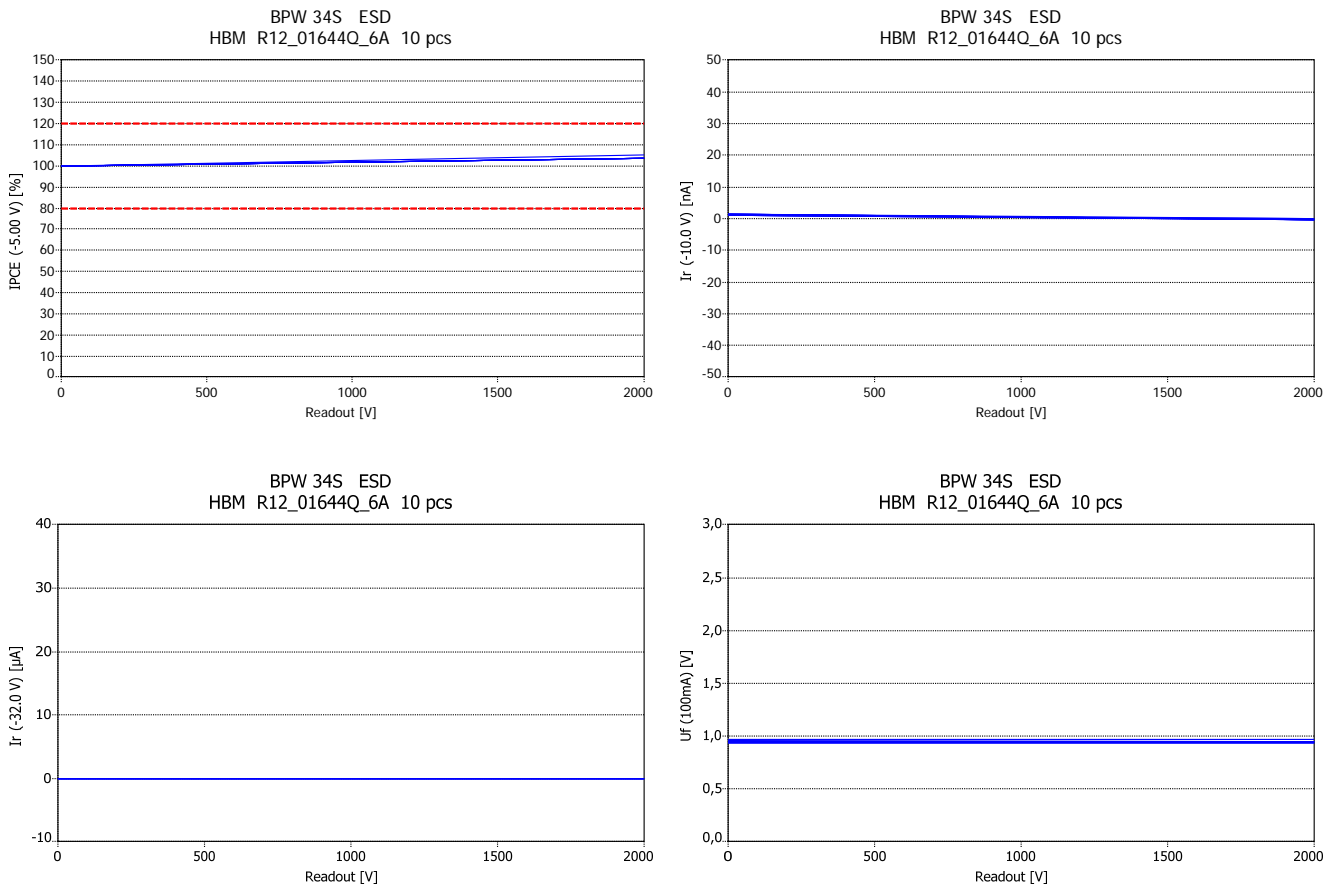 BPW 34S ESD
HBM R12_01644Q_6A 10 pcs
IPCE (-5.00 V) [%]
150
140
130
120
110
100
90
80
70
60
50
40
30
20
10
0
0 500 1000 1500 2000
Readout [V]
BPW 34S ESD
HBM R12_01644Q_6A 10 pcs
Ir (-10.0 V) [nA]
50
40
30
20
10
0
-10
-20
-30
-40
-50
0 500 1000 1500 2000
Readout [V]
BPW 34S ESD
HBM R12_01644Q_6A 10 pcs
Ir (-32.0 V) [µA]
40
30
20
10
0
-10
0 500 1000 1500 2000
Readout [V]
BPW 34S ESD
HBM R12_01644Q_6A 10 pcs
Uf (100mA) [V]
3,0
2,5
2,0
1,5
1,0
0,5
0,0
0 500 1000 1500 2000
Readout [V]